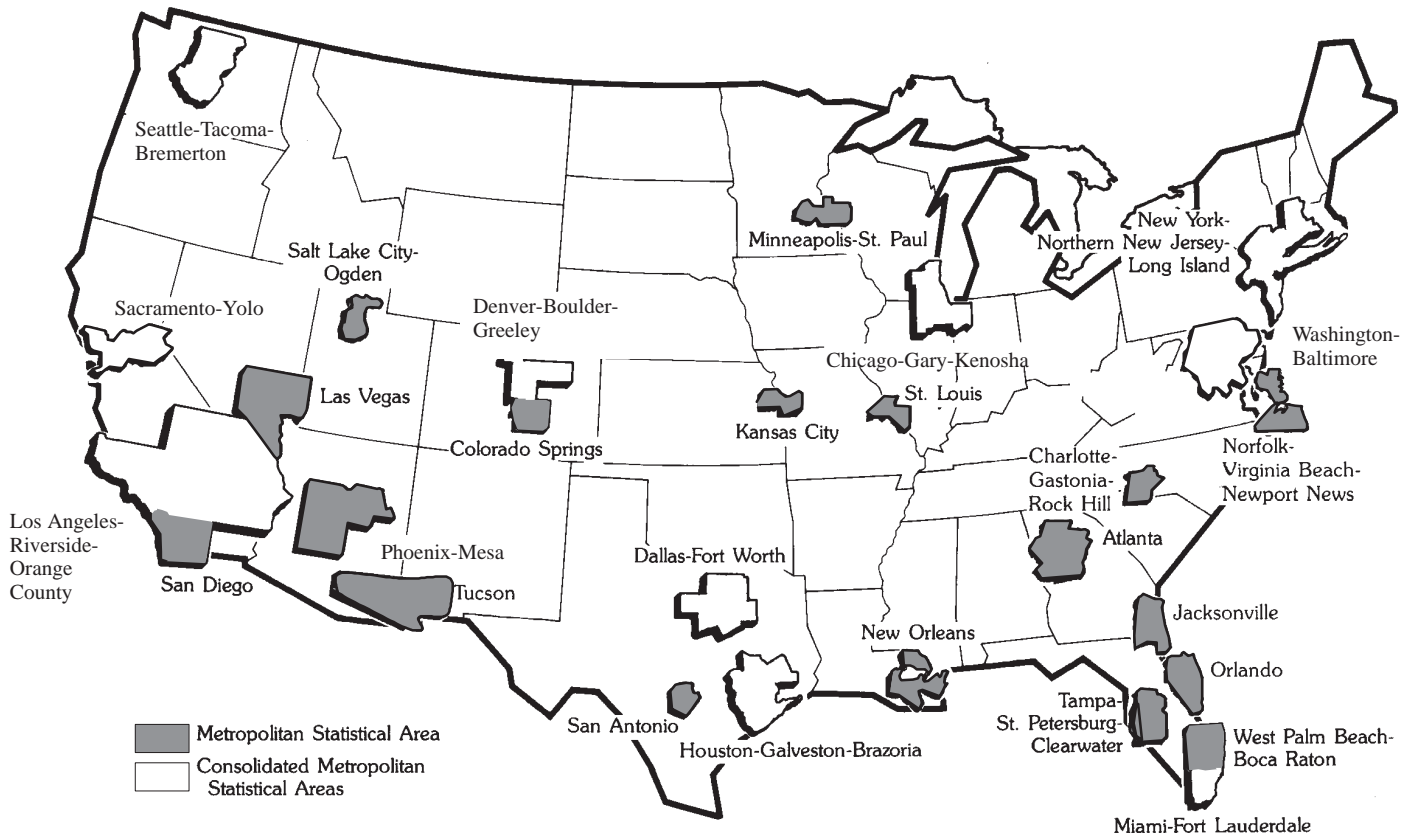 Seattle-Tacoma-
Bremerton
Salt Lake City-
Ogden
Sacramento-Yolo
Las Vegas
Denver-Boulder-
Greeley
Colorado Springs
Minneapolis-St. Paul
Northern
New York-
New Jersey-
Long Island
Chicago-Gary-Kenosha
St. Louis
Kansas City
Washington-
Baltimore
Norfolk-
Virginia Beach-
Newport News
Charlotte-
Gastonia-
Rock Hill
Atlanta
Los Angeles-
Riverside-
Orange
County
San Diego
Phoenix-Mesa
Tucson
Dallas-Fort Worth
New Orleans
San Antonio
Houston-Galveston-Brazoria
Jacksonville
Orlando
Tampa-
St. Petersburg-
Clearwater
West Palm Beach-
Boca Raton
Miami-Fort Lauderdale
Metropolitan Statistical Area
Consolidated Metropolitan
Statistical Areas